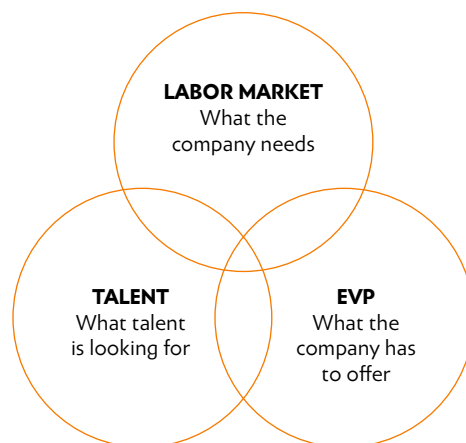 LABOR MARKET
What the
company needs
TALENT
What talent
is looking for
EVP
What the
company has
to offer